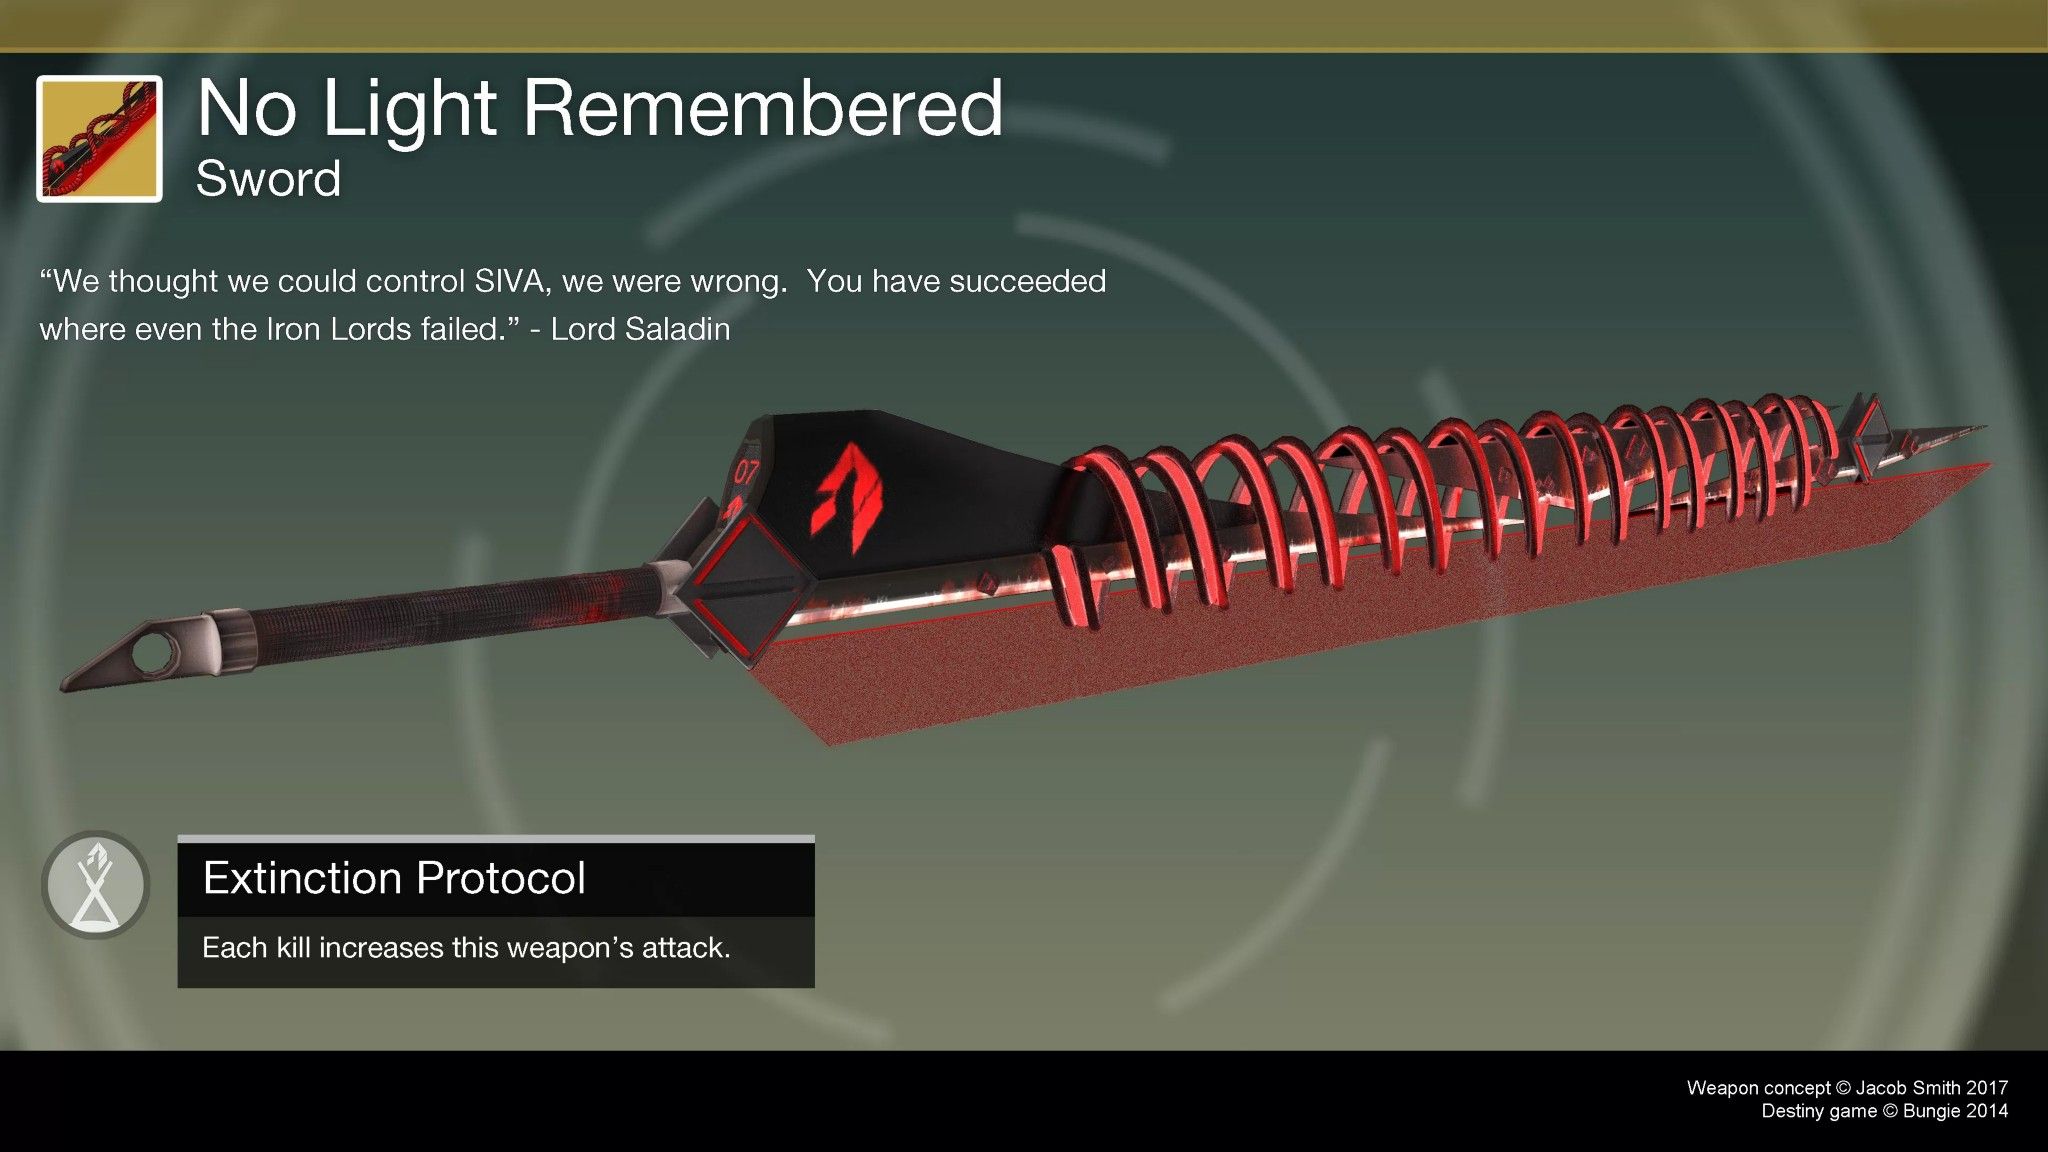 No Light Remembered
Sword
“We thought we could control SIVA, we were wrong.  You have succeeded
where even the Iron Lords failed.” - Lord Saladin
07
Extinction Protocol
Each kill increases this weapon’s attack.
Weapon concept © Jacob Smith 2017
Destiny game © Bungie 2014